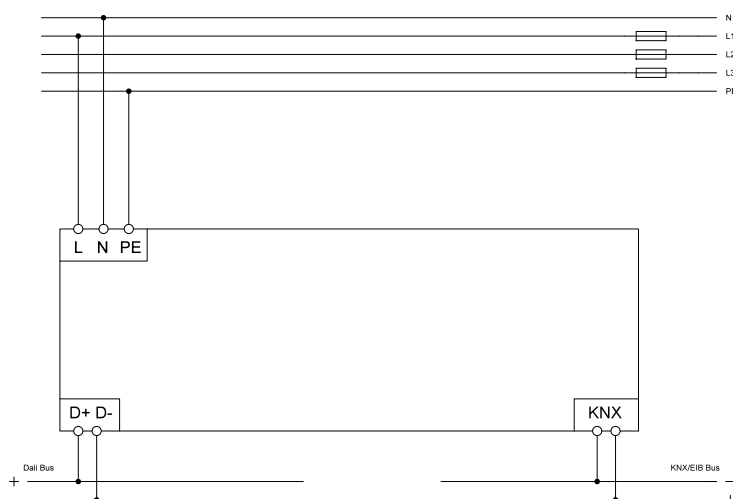 N
L1
L2
L3
PE
L N PE
D+ D-
KNX
Dali Bus
KNX/EIB Bus
+